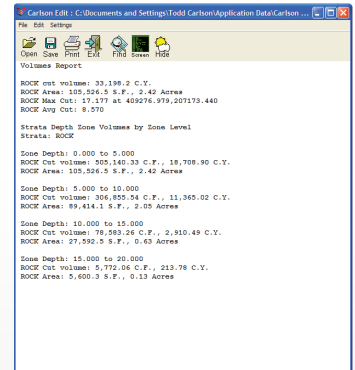 Carlson Edit : C:\Documents and Settings\Todd Carlson\Application Data\Carlson ...
File Edit Settings
Open Save Print Exit Find Screen Hide
Volumes Report
ROCK cut volume: 33,198.2 C.Y.
ROCK Area: 105,526.5 S.F., 2.42 Acres
ROCK Max Cut: 17.177 at 409276.979,207173.440
ROCK Avg Cut: 8.570
Strata Depth Zone Volumes by Zone Level
Strata: ROCK
Zone Depth: 0.000 to 5.000
ROCK Cut volume: 505,140.33 C.F., 18,708.90 C.Y.
ROCK Area: 105,526.5 S.F., 2.42 Acres
Zone Depth: 5.000 to 10.000
ROCK Cut volume: 306,855.54 C.F., 11,365.02 C.Y.
ROCK Area: 89,414.1 S.F., 2.05 Acres
Zone Depth: 10.000 to 15.000
ROCK Cut volume: 78,583.26 C.F., 2,910.49 C.Y.
ROCK Area: 27,592.5 S.F., 0.63 Acres
Zone Depth: 15.000 to 20.000
ROCK Cut volume: 5,772.06 C.F., 213.78 C.Y.
ROCK Area: 5,600.3 S.F., 0.13 Acres